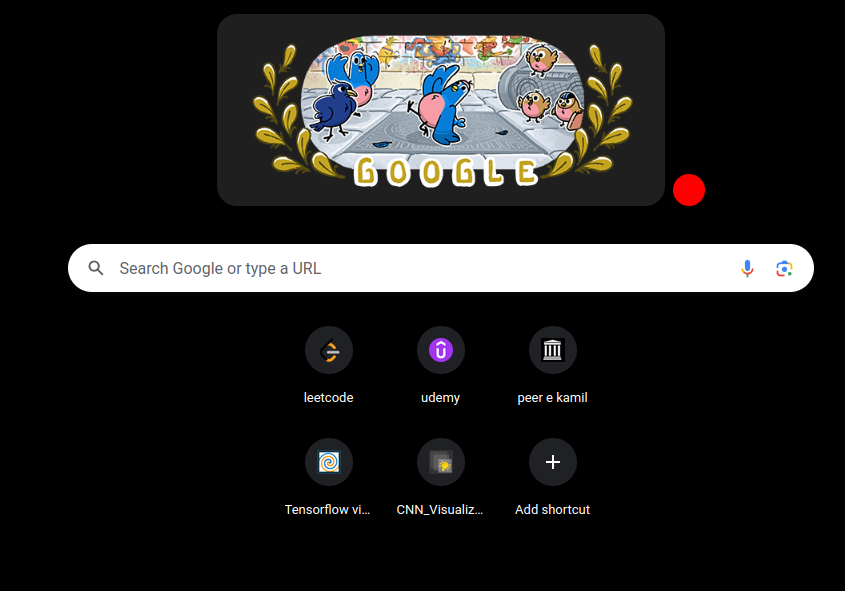 GOOGLE
Search Google or type a URL
leetcode
udemy
peer e kamil
Tensorflow vi...
CNN_Visualiz...
Add shortcut